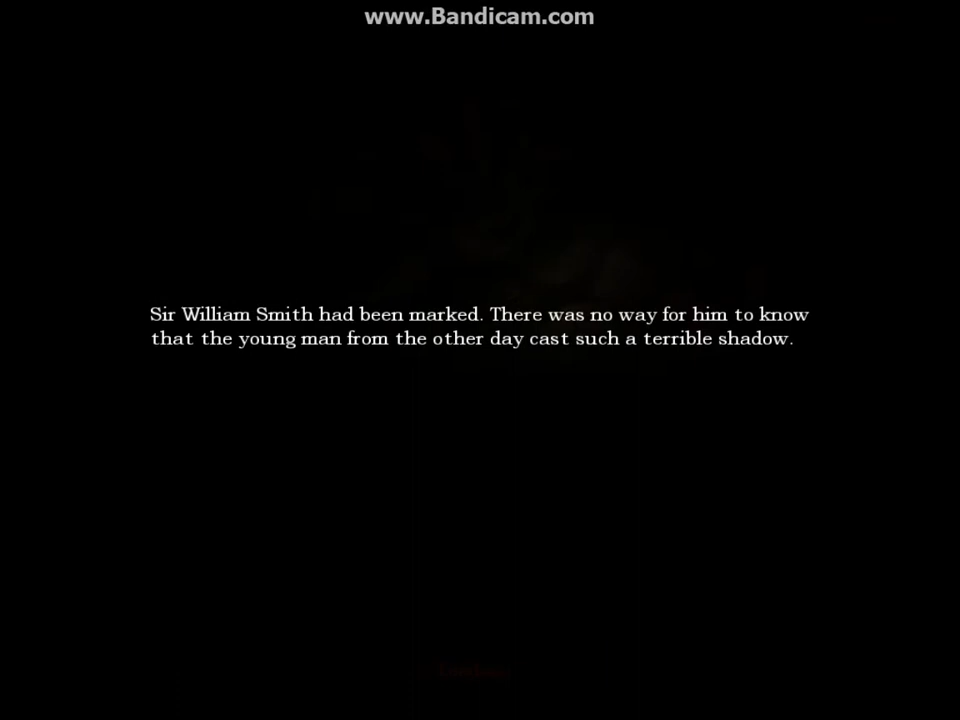 www.Bandicam.com
Sir William Smith had been marked. There was no way for him to know
that the young man from the other day cast such a terrible shadow.